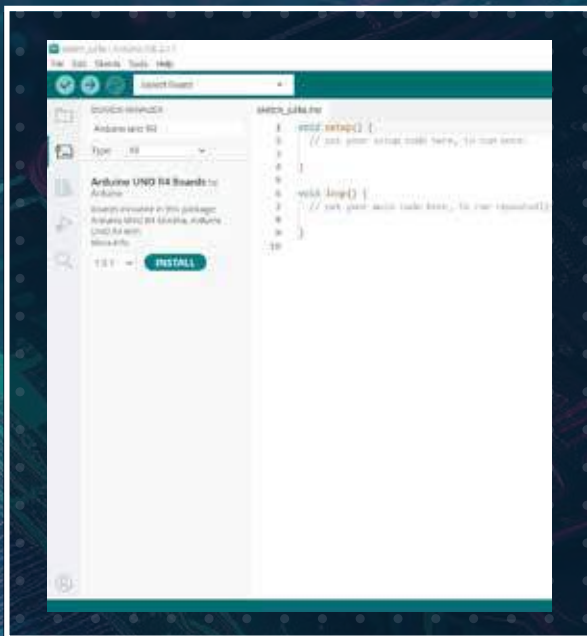 File Edit Sketch Tools Help
Select Board
BOARDS MANAGER
Arduino uno R4
Type: All
Arduino UNO R4 Boards by
Arduino
Boards included in this package:
Arduino UNO R4 Minima, Arduino
UNO R4 WiFi
More info
INSTALL
1 void setup() {
2 // put your setup code here, to run once:
3
4 }
5
6 void loop() {
7 // put your main code here, to run repeatedly
8
9 }
10